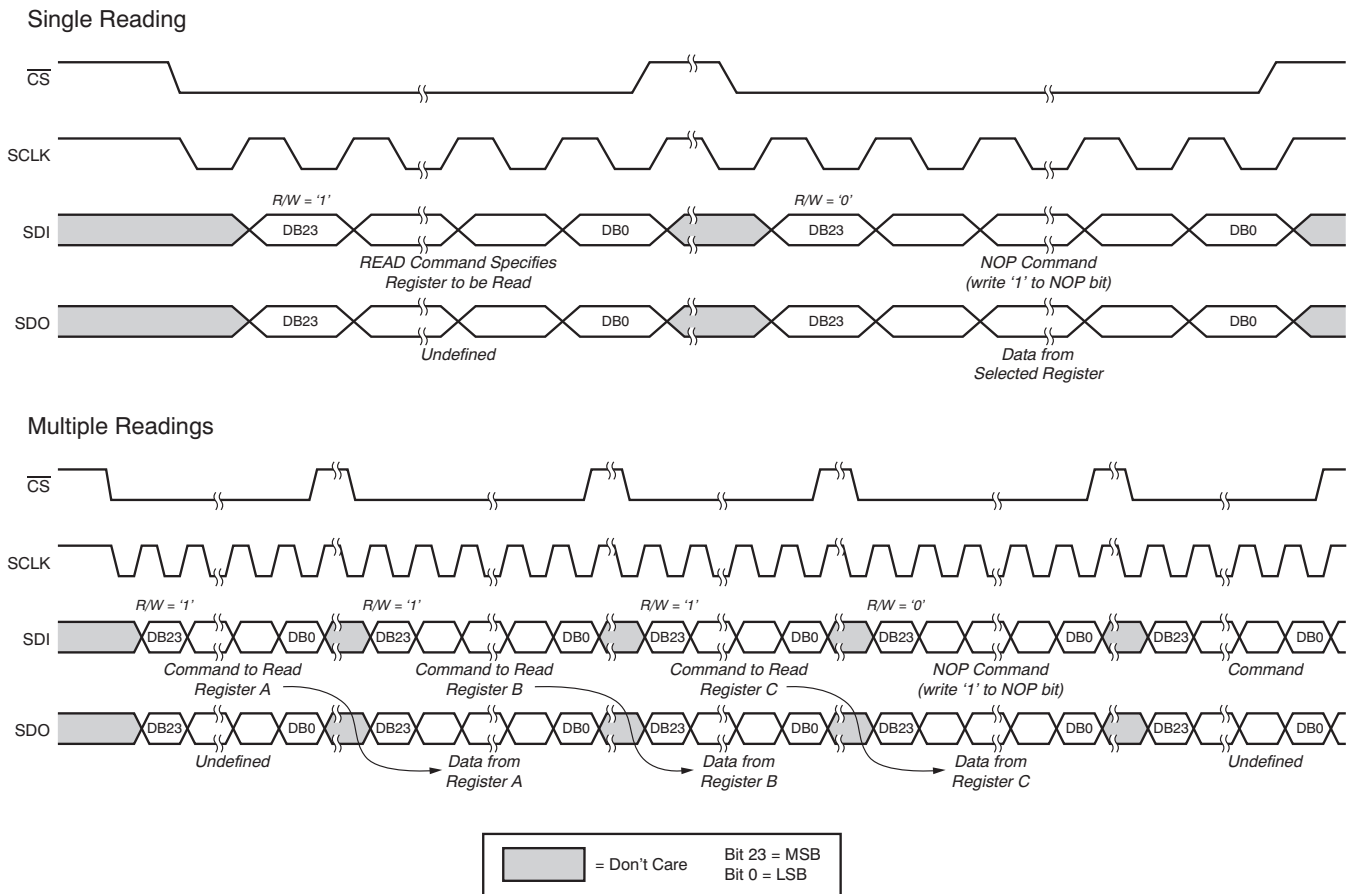 Single Reading
CS
SCLK
R/W = ‘1’ R/W = ‘0’
SDI DB23 DB0 DB23 DB0
READ Command Specifies
Register to be Read
NOP Command
(write ‘1’ to NOP bit)
SDO DB23 DB0 DB23 DB0
Undefined
Data from
Selected Register
Multiple Readings
CS
SCLK
R/W = ‘1’ R/W = ‘1’ R/W = ‘1’ R/W = ‘0’
SDI DB23 DB0 DB23 DB0 DB23 DB0 DB23 DB0 DB23 DB0
Command to Read
Register A
Command to Read
Register B
Command to Read
Register C
NOP Command
(write ‘1’ to NOP bit)
Command
SDO DB23 DB0 DB23 DB0 DB23 DB0 DB23 DB0 DB23 DB0
Undefined
Data from
Register A
Data from
Register B
Data from
Register C
Undefined
= Don't Care
Bit 23 = MSB
Bit 0 = LSB